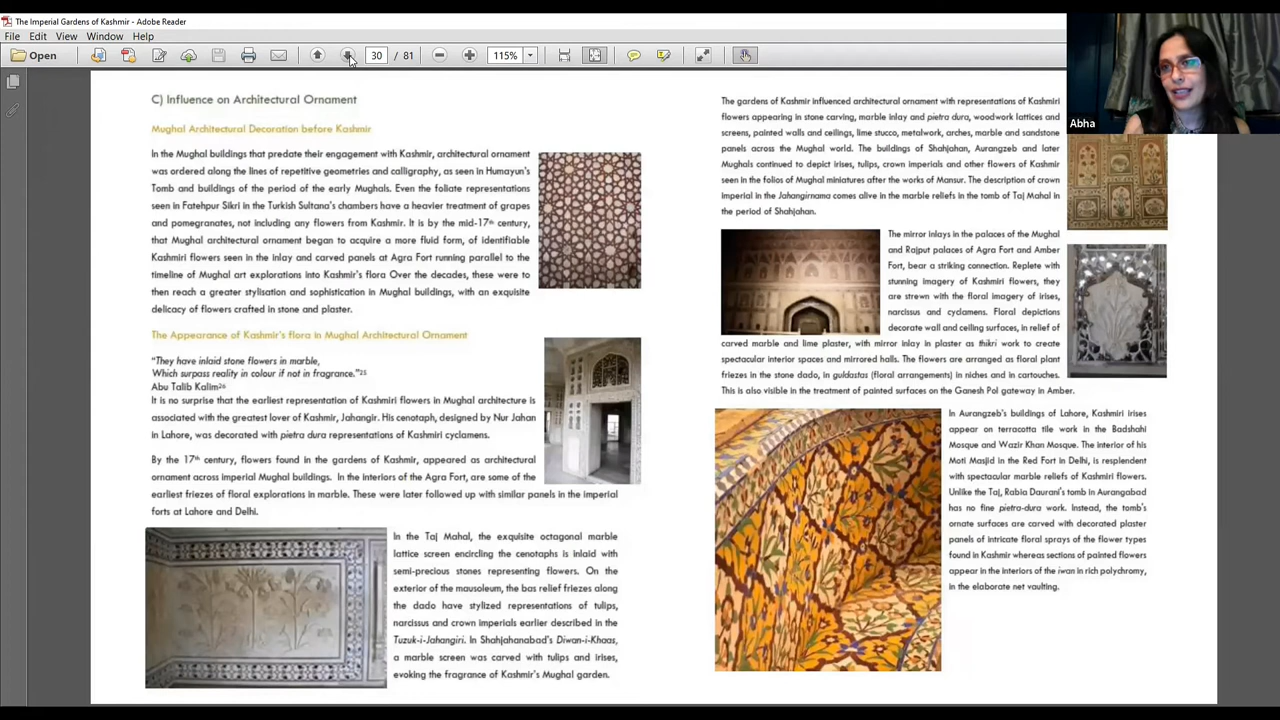 The Imperial Gardens of Kashmir - Adobe Reader
File Edit View Window Help
Open
30 / 81
115%
Abha
C) Influence on Architectural Ornament
Mughal Architectural Decoration before Kashmir
In the Mughal buildings that predate their engagement with Kashmir, architectural ornament
was ordered along the lines of repetitive geometries and calligraphy, as seen in Humayun's
Tomb and buildings of the period of the early Mughals. Even the foliate representations
seen in Fatehpur Sikri in the Turkish Sultana's chambers have a heavier treatment of grapes
and pomegranates, not including any flowers from Kashmir. It is by the mid-17th century,
that Mughal architectural ornament began to acquire a more fluid form, of identifiable
Kashmiri flowers seen in the inlay and carved panels at Agra Fort running parallel to the
timeline of Mughal art explorations into Kashmir's flora Over the decades, these were to
then reach a greater stylisation and sophistication in Mughal buildings, with an exquisite
delicacy of flowers crafted in stone and plaster.
The Appearance of Kashmir's flora in Mughal Architectural Ornament
"They have inlaid stone flowers in marble,
Which surpass reality in colour if not in fragrance."25
Abu Talib Kalim26
It is no surprise that the earliest representation of Kashmiri flowers in Mughal architecture is
associated with the greatest lover of Kashmir, Jahangir. His cenotaph, designed by Nur Jahan
in Lahore, was decorated with pietra dura representations of Kashmiri cyclamens.
By the 17th century, flowers found in the gardens of Kashmir, appeared as architectural
ornament across imperial Mughal buildings. In the interiors of the Agra Fort, are some of the
earliest friezes of floral explorations in marble. These were later followed up with similar panels in the imperial
forts at Lahore and Delhi.
In the Taj Mahal, the exquisite octagonal marble
lattice screen encircling the cenotaphs is inlaid with
semi-precious stones representing flowers. On the
exterior of the mausoleum, the bas relief friezes along
the dado have stylized representations of tulips,
narcissus and crown imperials earlier described in the
Tuzuk-i-Jahangiri. In Shahjahanabad's Diwan-i-Khaas,
a marble screen was carved with tulips and irises,
evoking the fragrance of Kashmir's Mughal garden.
The gardens of Kashmir influenced architectural ornament with representations of Kashmiri
flowers appearing in stone carving, marble inlay and pietra dura, woodwork lattices and
screens, painted walls and ceilings, lime stucco, metalwork, arches, marble and sandstone
panels across the Mughal world. The buildings of Shahjahan, Aurangzeb and later
Mughals continued to depict irises, tulips, crown imperials and other flowers of Kashmir
seen in the folios of Mughal miniatures after the works of Mansur. The description of crown
imperial in the Jahangirnama comes alive in the marble reliefs in the tomb of Taj Mahal in
the period of Shahjahan.
The mirror inlays in the palaces of the Mughal
and Rajput palaces of Agra Fort and Amber
Fort, bear a striking connection. Replete with
stunning imagery of Kashmiri flowers, they
are strewn with the floral imagery of irises,
narcissus and cyclamens. Floral depictions
decorate wall and ceiling surfaces, in relief of
carved marble and lime plaster, with mirror inlay in plaster as thikri work to create
spectacular interior spaces and mirrored halls. The flowers are arranged as floral plant
friezes in the stone dado, in guldastas (floral arrangements) in niches and in cartouches.
This is also visible in the treatment of painted surfaces on the Ganesh Pol gateway in Amber.
In Aurangzeb's buildings of Lahore, Kashmiri irises
appear on terracotta tile work in the Badshahi
Mosque and Wazir Khan Mosque. The interior of his
Moti Masjid in the Red Fort in Delhi, is resplendent
with spectacular marble reliefs of Kashmiri flowers.
Unlike the Taj, Rabia Daurani's tomb in Aurangabad
has no fine pietra-dura work. Instead, the tomb's
ornate surfaces are carved with decorated plaster
panels of intricate floral sprays of the flower types
found in Kashmir whereas sections of painted flowers
appear in the interiors of the iwan in rich polychromy,
in the elaborate net vaulting.